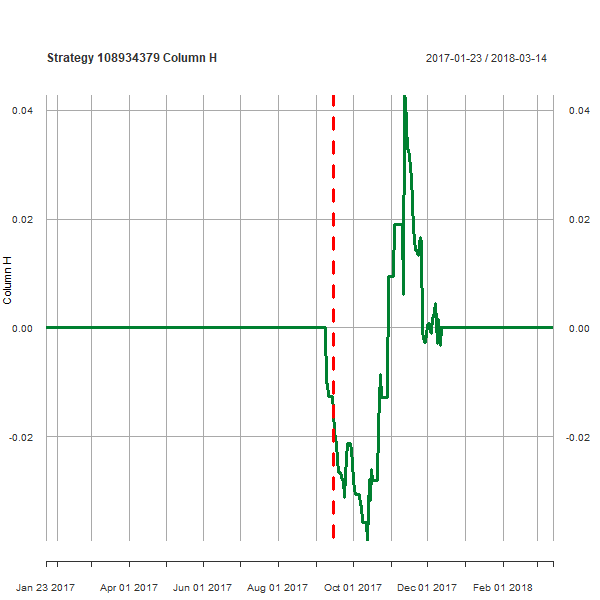 Strategy 108934379 Column H
2017-01-23 / 2018-03-14
0.04
0.04
0.02
0.02
Column H
0.00
0.00
-0.02
-0.02
Jan 23 2017
Apr 01 2017
Jun 01 2017
Aug 01 2017
Oct 01 2017
Dec 01 2017
Feb 01 2018